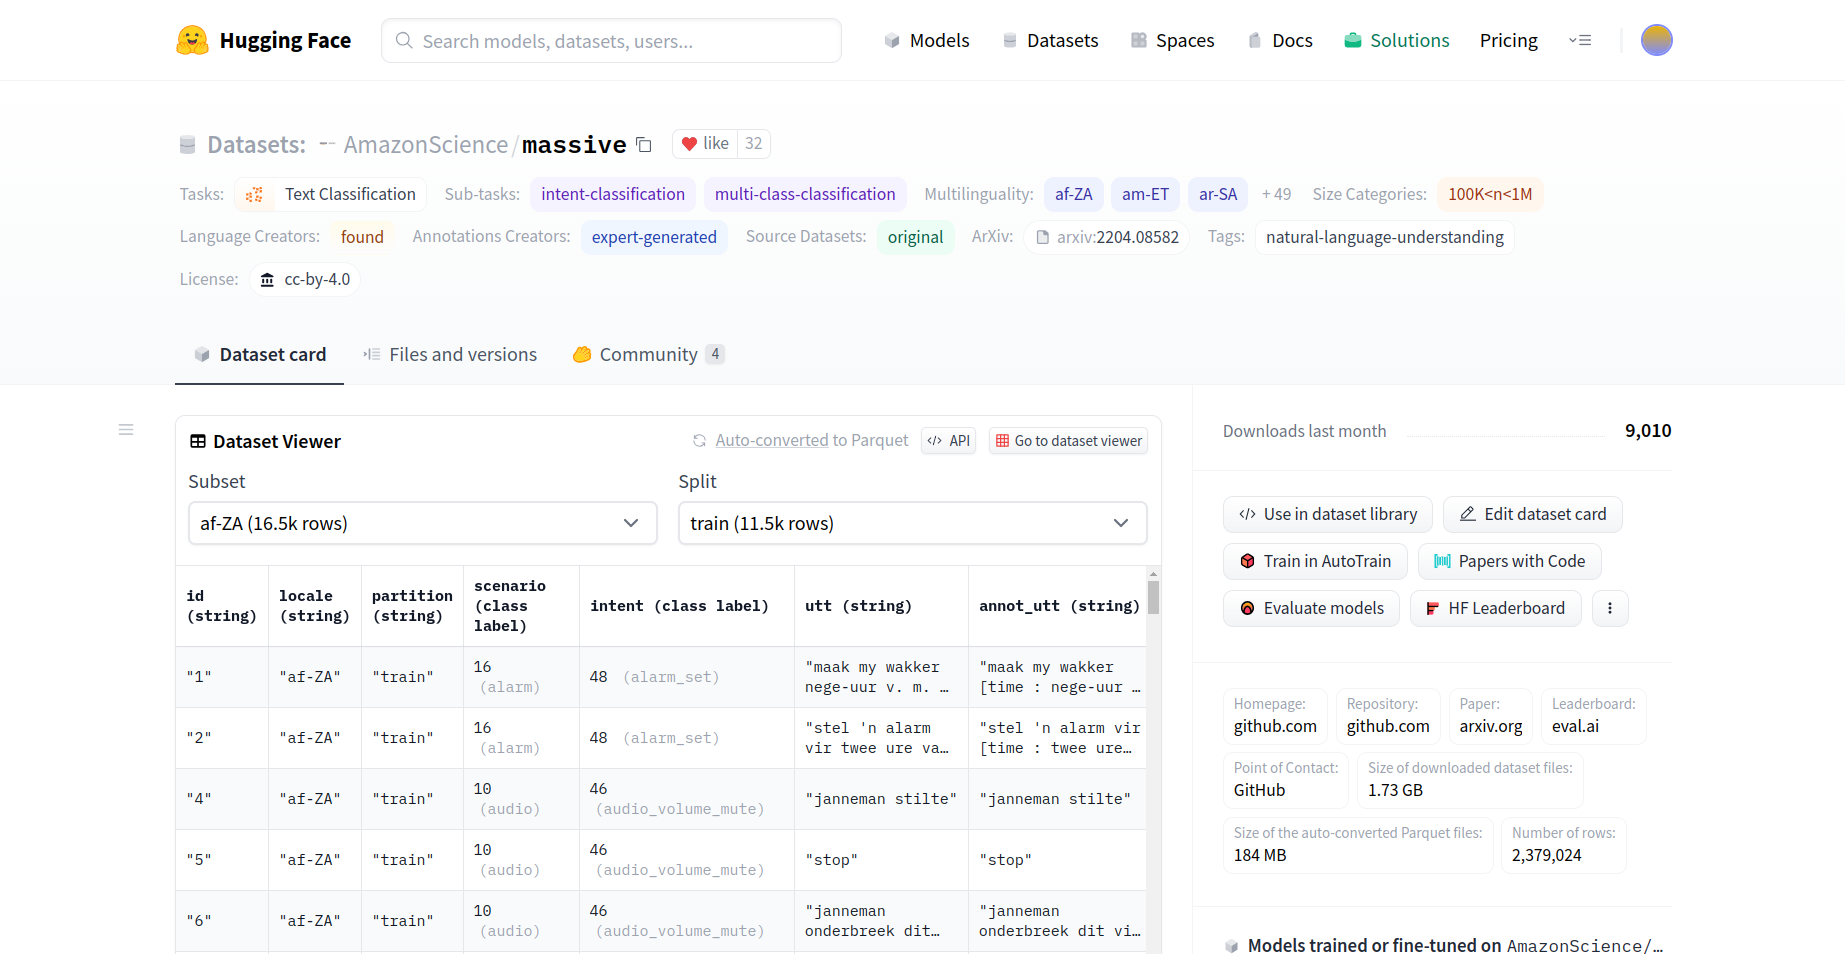 Hugging Face
Search models, datasets, users...
Models
Datasets
Spaces
Docs
Solutions
Pricing
Datasets: AmazonScience/massive
like 32
Tasks: Text Classification Sub-tasks: intent-classification multi-class-classification Multilinguality: af-ZA am-ET ar-SA + 49 Size Categories: 100K<n<1M
Language Creators: found Annotations Creators: expert-generated Source Datasets: original ArXiv: arxiv:2204.08582 Tags: natural-language-understanding
License: cc-by-4.0
Dataset card
Files and versions
Community 4
Dataset Viewer
Auto-converted to Parquet
API
Go to dataset viewer
Subset
Split
af-ZA (16.5k rows)
train (11.5k rows)
id (string)
locale (string)
partition (string)
scenario (class label)
intent (class label)
utt (string)
annot_utt (string)
"1" "af-ZA" "train" 16 (alarm) 48 (alarm_set) "maak my wakker nege-uur v. m. … "maak my wakker [time : nege-uur …
"2" "af-ZA" "train" 16 (alarm) 48 (alarm_set) "stel 'n alarm vir twee ure va… "stel 'n alarm vir [time : twee ure…
"4" "af-ZA" "train" 10 (audio) 46 (audio_volume_mute) "janneman stilte" "janneman stilte"
"5" "af-ZA" "train" 10 (audio) 46 (audio_volume_mute) "stop" "stop"
"6" "af-ZA" "train" 10 (audio) 46 (audio_volume_mute) "janneman onderbreek dit… "janneman onderbreek dit vi…
Downloads last month
9,010
Use in dataset library
Edit dataset card
Train in AutoTrain
Papers with Code
Evaluate models
HF Leaderboard
Homepage:
github.com
Repository:
github.com
Paper:
arxiv.org
Leaderboard:
eval.ai
Point of Contact:
GitHub
Size of downloaded dataset files:
1.73 GB
Size of the auto-converted Parquet files:
184 MB
Number of rows:
2,379,024
Models trained or fine-tuned on AmazonScience/…